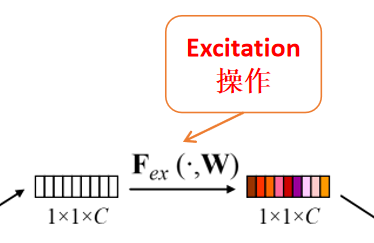 Excitation
操作
F_ex (·,W)
1×1×C
1×1×C